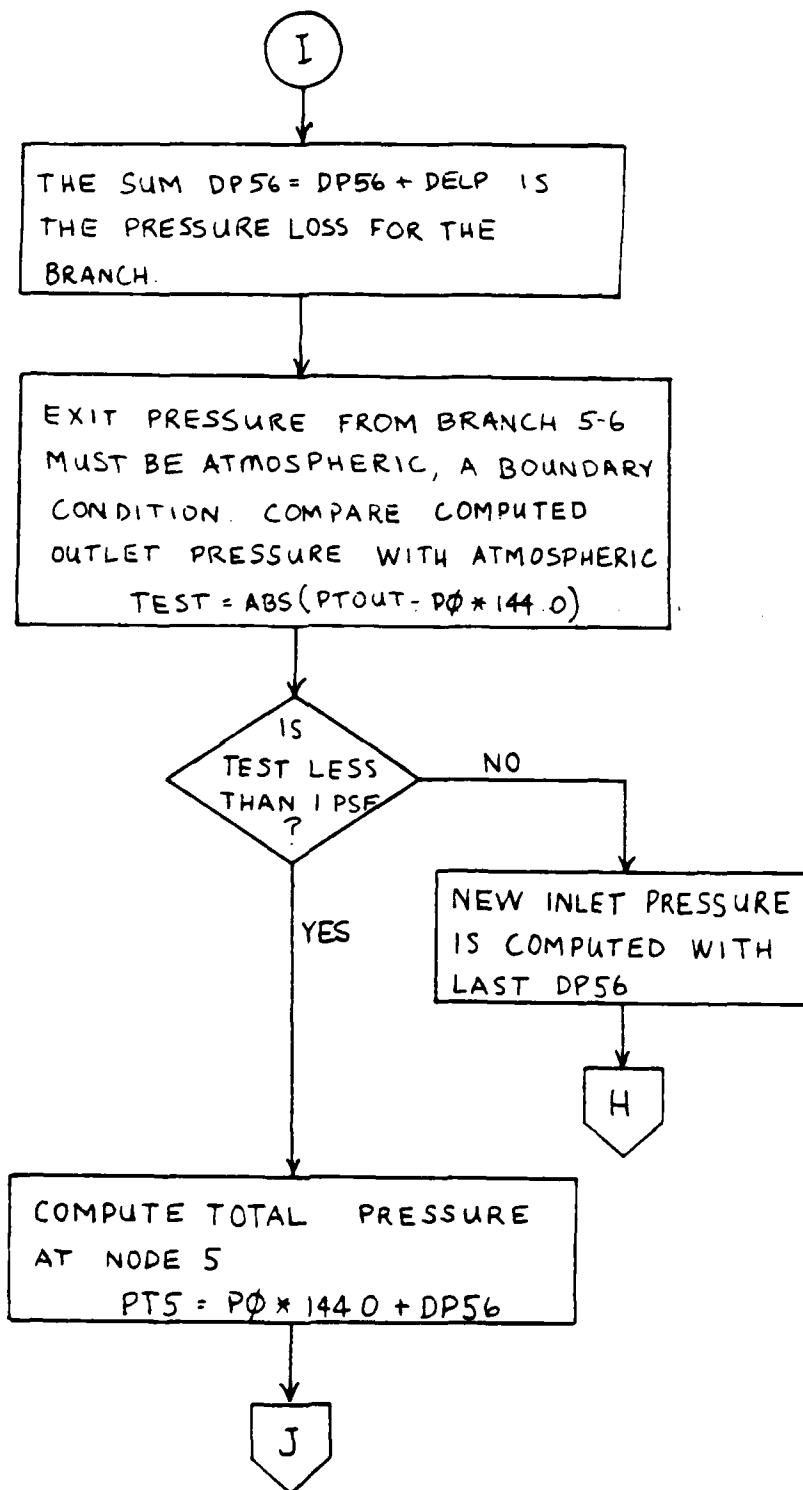 I
THE SUM DP56 = DP56 + DELP IS
THE PRESSURE LOSS FOR THE
BRANCH.
EXIT PRESSURE FROM BRANCH 5-6
MUST BE ATMOSPHERIC, A BOUNDARY
CONDITION. COMPARE COMPUTED
OUTLET PRESSURE WITH ATMOSPHERIC
TEST = ABS(PTOUT - PØ * 144.0)
IS
TEST LESS
THAN 1 PSF
?
NO
YES
NEW INLET PRESSURE
IS COMPUTED WITH
LAST DP56
H
COMPUTE TOTAL PRESSURE
AT NODE 5
PT5 = PØ * 144.0 + DP56
J